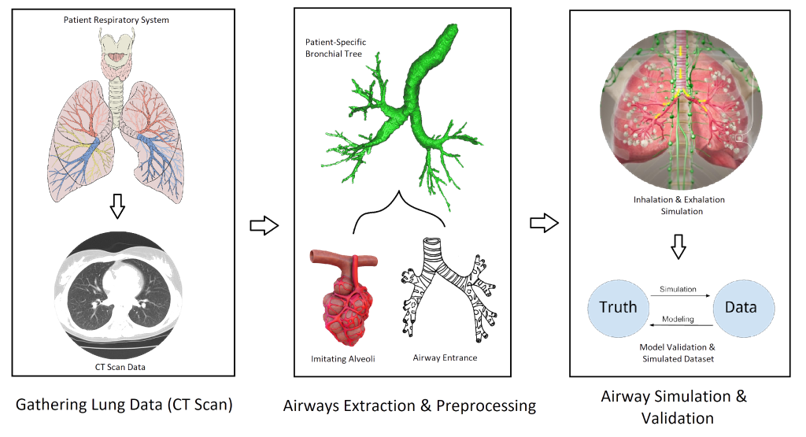 Patient Respiratory System
CT Scan Data
Gathering Lung Data (CT Scan)
Patient-Specific
Bronchial Tree
Imitating Alveoli
Airway Entrance
Airways Extraction & Preprocessing
Inhalation & Exhalation
Simulation
Truth
Simulation
Modeling
Data
Model Validation &
Simulated Dataset
Airway Simulation &
Validation